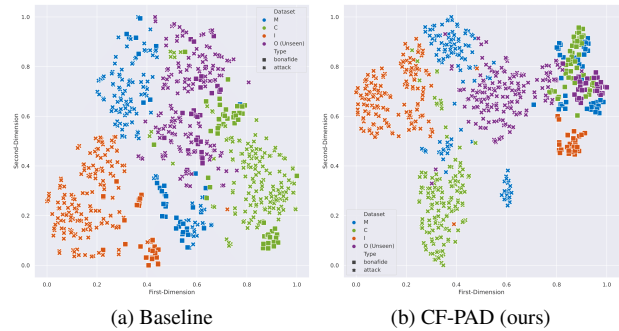 Dataset
M
C
I
O (Unseen)
Type
bonafide
attack
1.0
0.8
0.6
0.4
0.2
0.0
Second-Dimension
0.0
0.2
0.4
0.6
0.8
1.0
First-Dimension
(a) Baseline
1.0
0.8
0.6
0.4
0.2
0.0
Second-Dimension
Dataset
M
C
I
O (Unseen)
Type
bonafide
attack
0.0
0.2
0.4
0.6
0.8
1.0
First-Dimension
(b) CF-PAD (ours)